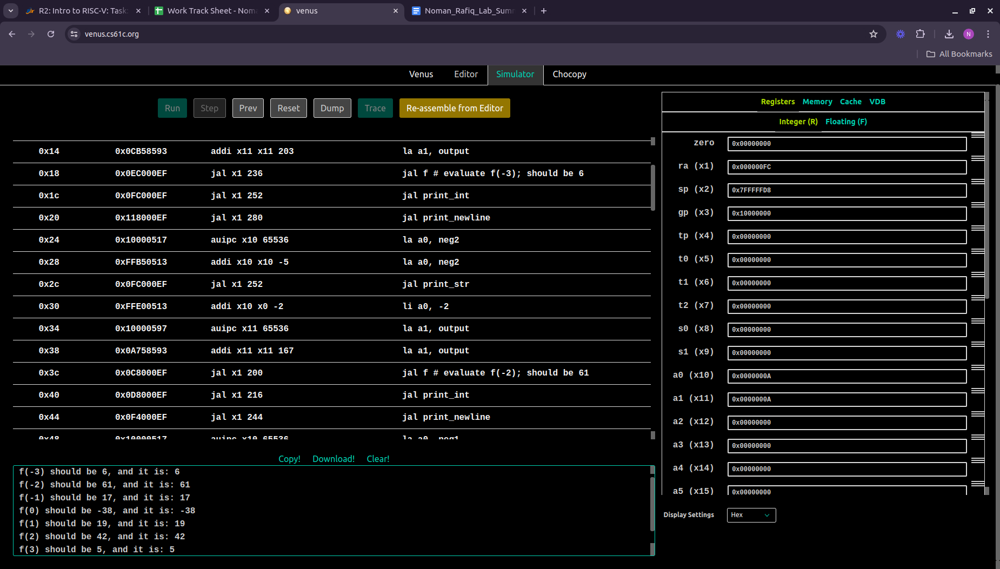 R2: Intro to RISC-V: Task
Work Track Sheet - Noma
venus
Noman_Rafiq_Lab_Summ
venus.cs61c.org
N
All Bookmarks
Venus Editor Simulator Chocopy
Run Step Prev Reset Dump Trace Re-assemble from Editor
0x14 0x0CB58593 addi x11 x11 203 la a1, output
0x18 0x0EC000EF jal x1 236 jal f # evaluate f(-3); should be 6
0x1c 0x0FC000EF jal x1 252 jal print_int
0x20 0x118000EF jal x1 280 jal print_newline
0x24 0x10000517 auipc x10 65536 la a0, neg2
0x28 0xFFB50513 addi x10 x10 -5 la a0, neg2
0x2c 0x0FC000EF jal x1 252 jal print_str
0x30 0xFFE00513 addi x10 x0 -2 li a0, -2
0x34 0x10000597 auipc x11 65536 la a1, output
0x38 0x0A758593 addi x11 x11 167 la a1, output
0x3c 0x0C8000EF jal x1 200 jal f # evaluate f(-2); should be 61
0x40 0x0D8000EF jal x1 216 jal print_int
0x44 0x0F4000EF jal x1 244 jal print_newline
0x48 0x10000517 auipc x10 65536 la a0, neg1
Copy! Download! Clear!
f(-3) should be 6, and it is: 6
f(-2) should be 61, and it is: 61
f(-1) should be 17, and it is: 17
f(0) should be -38, and it is: -38
f(1) should be 19, and it is: 19
f(2) should be 42, and it is: 42
f(3) should be 5, and it is: 5
Registers Memory Cache VDB
Integer (R) Floating (F)
zero 0x00000000
ra (x1) 0x000000FC
sp (x2) 0x7FFFFFD8
gp (x3) 0x10000000
tp (x4) 0x00000000
t0 (x5) 0x00000000
t1 (x6) 0x00000000
t2 (x7) 0x00000000
s0 (x8) 0x00000000
s1 (x9) 0x00000000
a0 (x10) 0x0000000A
a1 (x11) 0x0000000A
a2 (x12) 0x00000000
a3 (x13) 0x00000000
a4 (x14) 0x00000000
a5 (x15) 0x00000000
Display Settings Hex